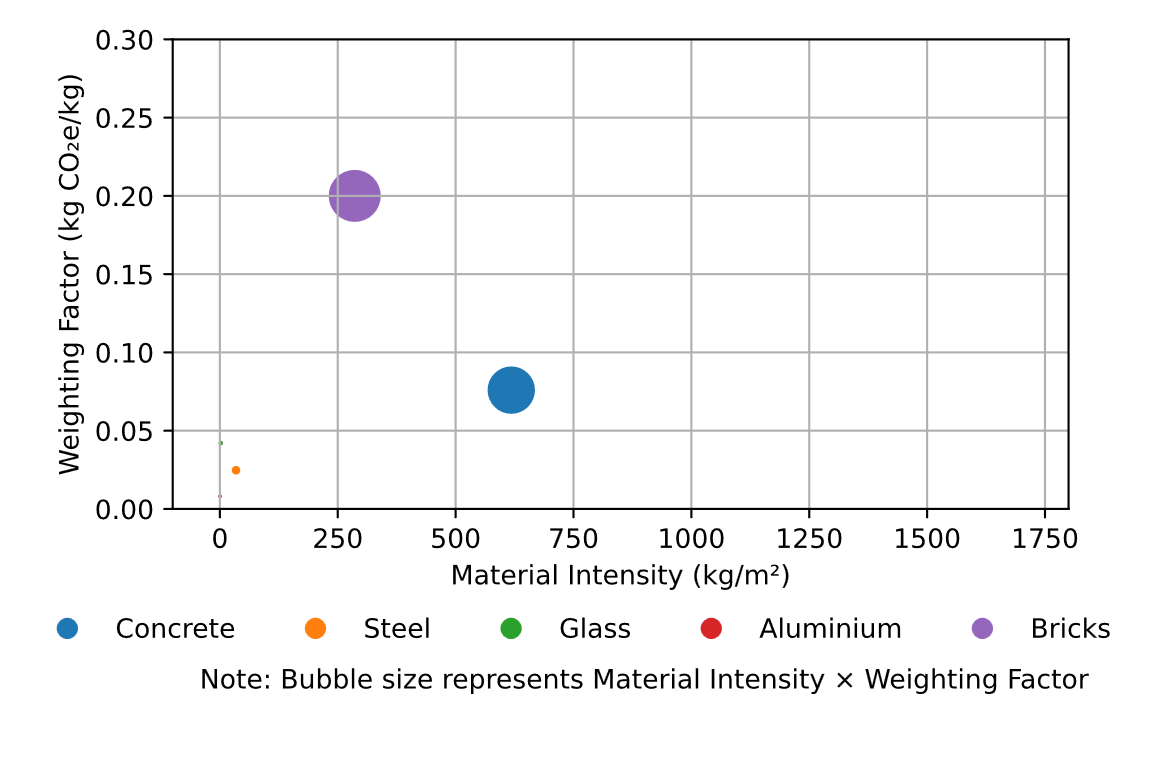 0.30
0.25
0.20
0.15
0.10
0.05
0.00
Weighting Factor (kg CO₂e/kg)
0 250 500 750 1000 1250 1500 1750
Material Intensity (kg/m²)
Concrete Steel Glass Aluminium Bricks
Note: Bubble size represents Material Intensity × Weighting Factor